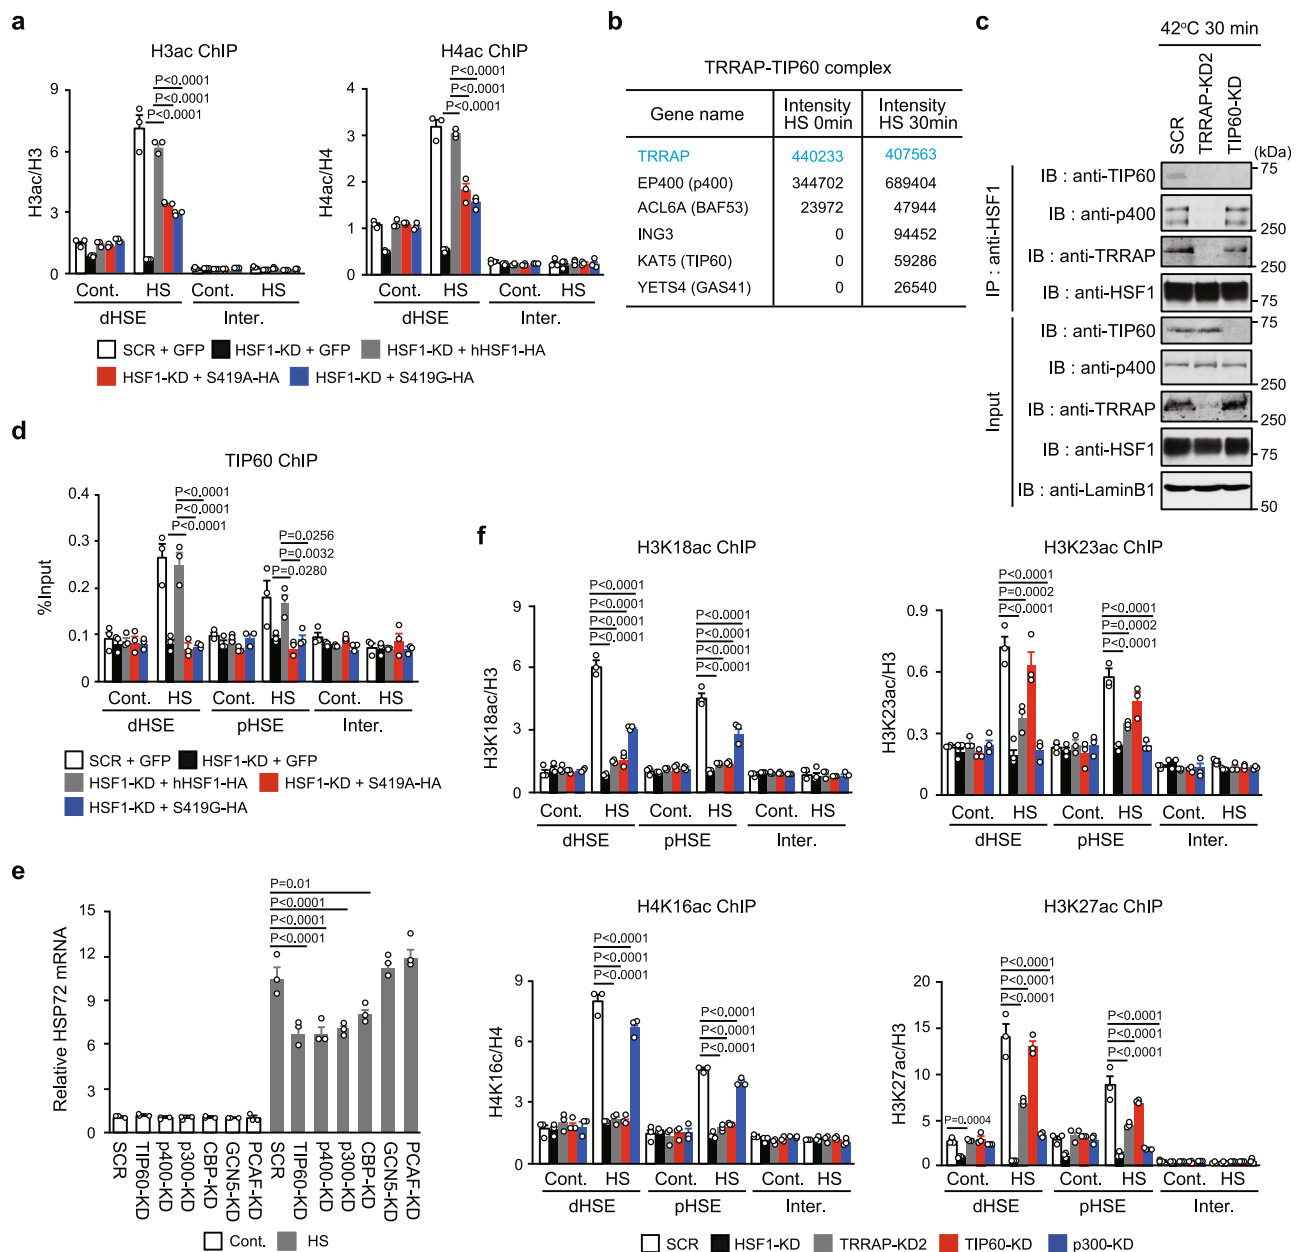 a
H3ac ChIP
P<0.0001
P<0.0001
P<0.0001
H3ac/H3
9
6
3
0
Cont.
HS
Cont.
HS
dHSE
Inter.
H4ac ChIP
P<0.0001
P<0.0001
P<0.0001
H4ac/H4
4
3
2
1
0
Cont.
HS
Cont.
HS
dHSE
Inter.
SCR + GFP
HSF1-KD + GFP
HSF1-KD + hHSF1-HA
HSF1-KD + S419A-HA
HSF1-KD + S419G-HA
b
TRRAP-TIP60 complex
Gene name Intensity HS 0min Intensity HS 30min
TRRAP 440233 407563
EP400 (p400) 344702 689404
ACL6A (BAF53) 23972 47944
ING3 0 94452
KAT5 (TIP60) 0 59286
YETS4 (GAS41) 0 26540
c
42°C 30 min
SCR
TRRAP-KD2
TIP60-KD
(kDa)
IP : anti-HSF1
IB : anti-TIP60
75
IB : anti-p400
250
IB : anti-TRRAP
250
IB : anti-HSF1
75
Input
IB : anti-TIP60
75
IB : anti-p400
250
IB : anti-TRRAP
250
IB : anti-HSF1
75
IB : anti-LaminB1
50
d
TIP60 ChIP
P<0.0001
P<0.0001
P<0.0001
P=0.0256
P=0.0032
P=0.0280
%Input
0.4
0.3
0.2
0.1
0
Cont.
HS
Cont.
HS
Cont.
HS
dHSE
pHSE
Inter.
SCR + GFP
HSF1-KD + GFP
HSF1-KD + hHSF1-HA
HSF1-KD + S419A-HA
HSF1-KD + S419G-HA
e
P=0.01
P<0.0001
P<0.0001
P<0.0001
Relative HSP72 mRNA
15
12
9
6
3
0
SCR
TIP60-KD
p400-KD
p300-KD
CBP-KD
GCN5-KD
PCAF-KD
SCR
TIP60-KD
p400-KD
p300-KD
CBP-KD
GCN5-KD
PCAF-KD
Cont.
HS
f
H3K18ac ChIP
P<0.0001
P<0.0001
P<0.0001
P<0.0001
P<0.0001
P<0.0001
P<0.0001
P<0.0001
H3K18ac/H3
9
6
3
0
Cont.
HS
Cont.
HS
Cont.
HS
dHSE
pHSE
Inter.
H3K23ac ChIP
P<0.0001
P=0.0002
P<0.0001
P<0.0001
P=0.0002
P<0.0001
H3K23ac/H3
0.9
0.6
0.3
0
Cont.
HS
Cont.
HS
Cont.
HS
dHSE
pHSE
Inter.
H4K16ac ChIP
P<0.0001
P<0.0001
P<0.0001
P<0.0001
P<0.0001
P<0.0001
H4K16c/H4
9
6
3
0
Cont.
HS
Cont.
HS
Cont.
HS
dHSE
pHSE
Inter.
H3K27ac ChIP
P<0.0001
P<0.0001
P<0.0001
P<0.0001
P<0.0001
P<0.0001
P=0.0004
H3K27ac/H3
20
15
10
5
0
Cont.
HS
Cont.
HS
Cont.
HS
dHSE
pHSE
Inter.
SCR
HSF1-KD
TRRAP-KD2
TIP60-KD
p300-KD